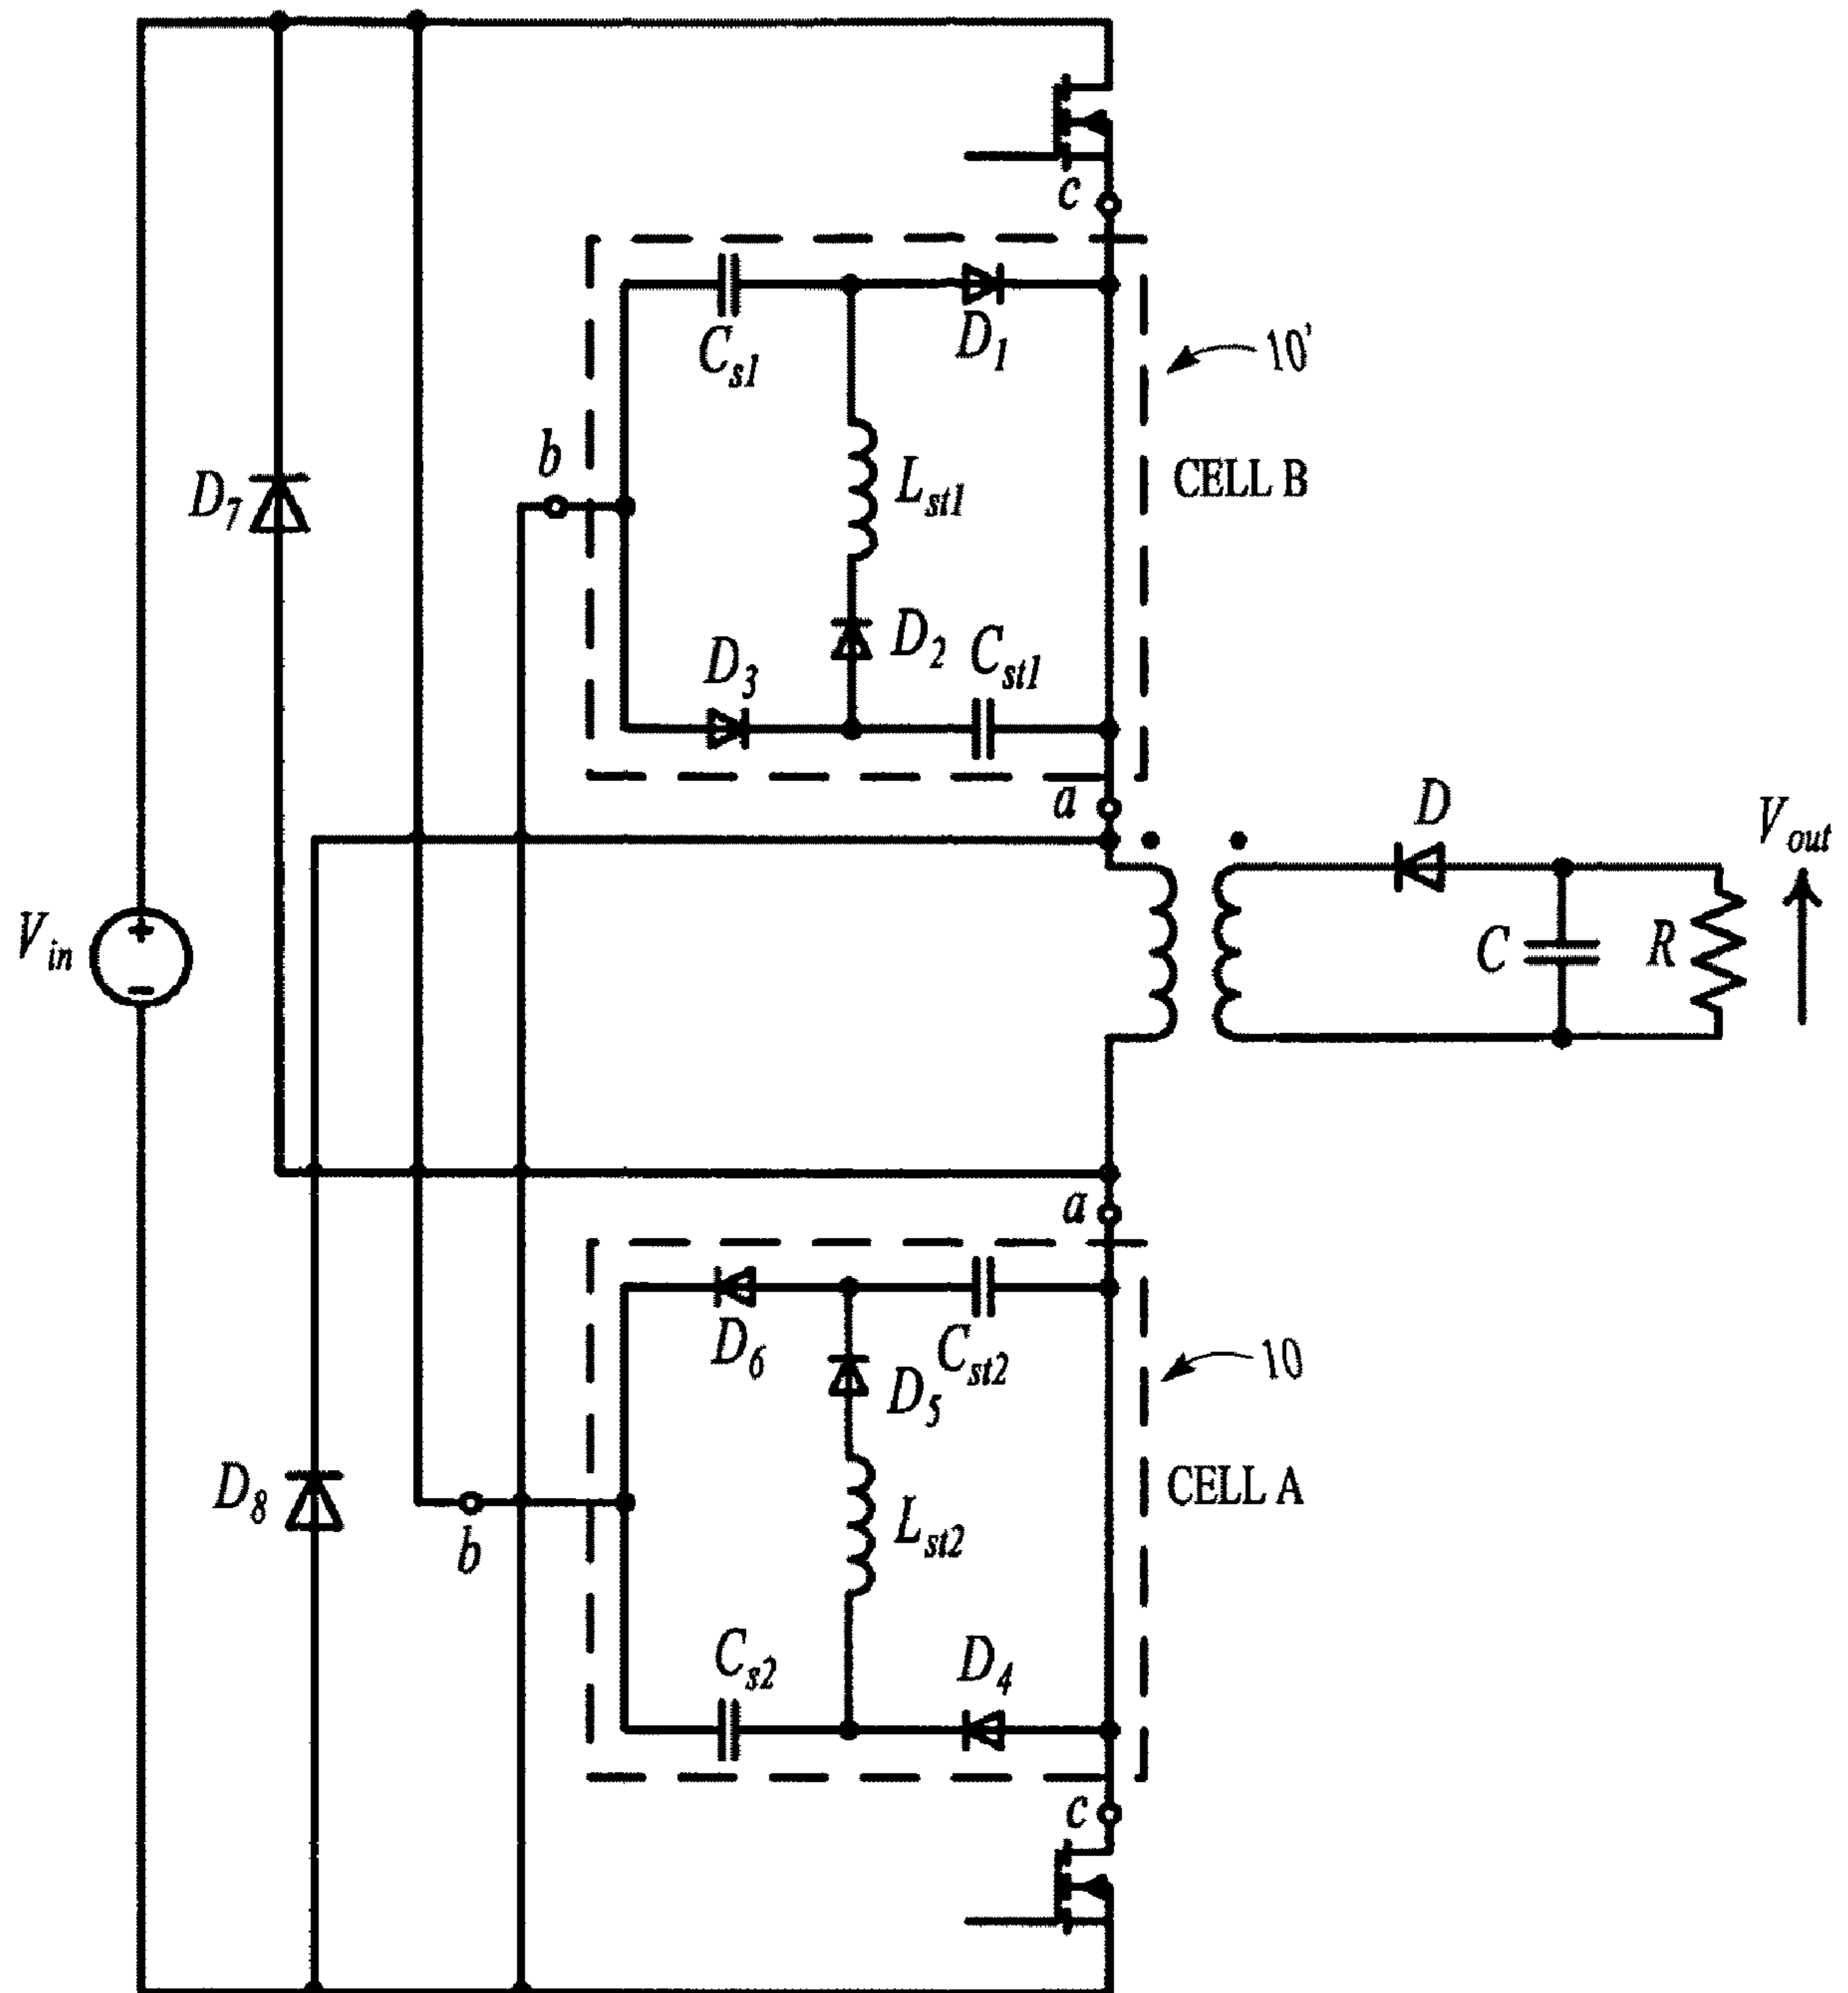 c
C_s1
D_1
10'
b
D_7
L_st1
CELL B
D_3
D_2
C_st1
a
D
V_out
V_in
+
-
C
R
a
D_6
C_st2
D_5
10
D_8
b
L_st2
CELL A
C_s2
D_4
c